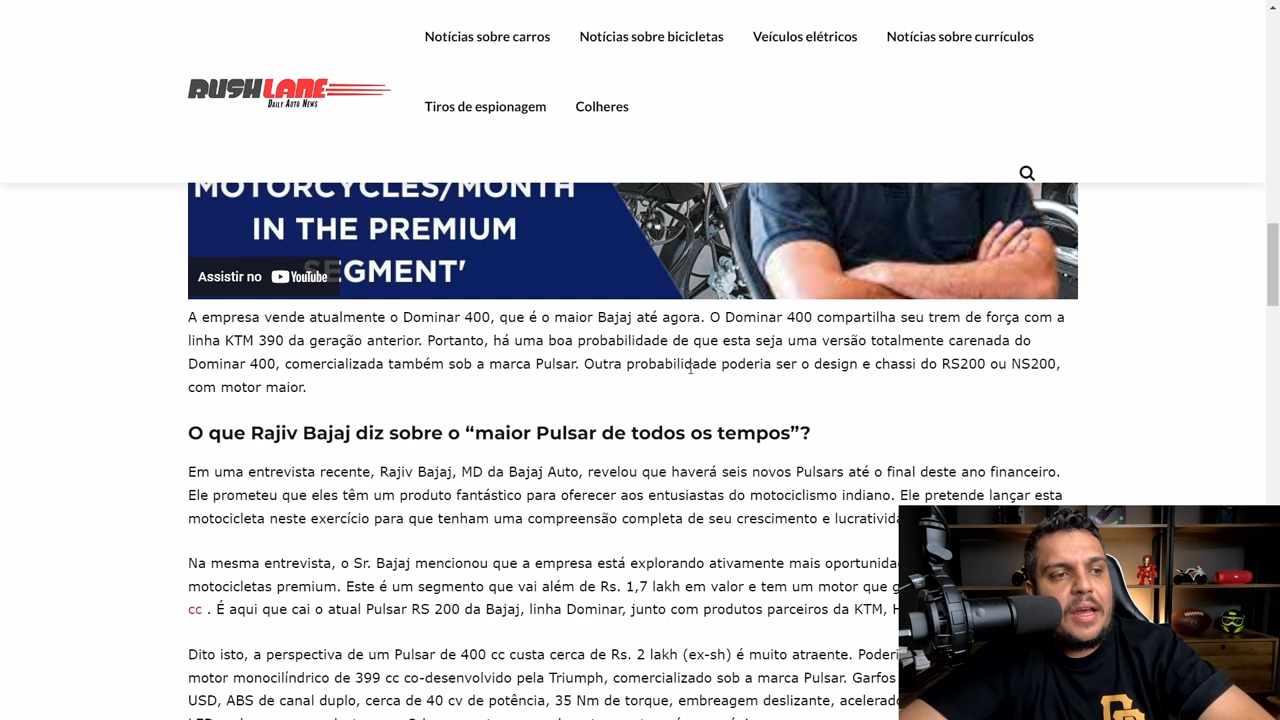 Notícias sobre carros
Notícias sobre bicicletas
Veículos elétricos
Notícias sobre currículos
RUSHLANE
DAILY AUTO NEWS
Tiros de espionagem
Colheres
MOTORCYCLES/MONTH
IN THE PREMIUM
SEGMENT'
Assistir no YouTube
A empresa vende atualmente o Dominar 400, que é o maior Bajaj até agora. O Dominar 400 compartilha seu trem de força com a
linha KTM 390 da geração anterior. Portanto, há uma boa probabilidade de que esta seja uma versão totalmente carenada do
Dominar 400, comercializada também sob a marca Pulsar. Outra probabilidade poderia ser o design e chassi do RS200 ou NS200,
com motor maior.
O que Rajiv Bajaj diz sobre o “maior Pulsar de todos os tempos”?
Em uma entrevista recente, Rajiv Bajaj, MD da Bajaj Auto, revelou que haverá seis novos Pulsars até o final deste ano financeiro.
Ele prometeu que eles têm um produto fantástico para oferecer aos entusiastas do motociclismo indiano. Ele pretende lançar esta
motocicleta neste exercício para que tenham uma compreensão completa de seu crescimento e
Na mesma entrevista, o Sr. Bajaj mencionou que a empresa está explorando ativamente mais
motocicletas premium. Este é um segmento que vai além de Rs. 1,7 lakh em valor e tem um motor que
cc . É aqui que cai o atual Pulsar RS 200 da Bajaj, linha Dominar, junto com produtos parceiros da KTM,
Dito isto, a perspectiva de um Pulsar de 400 cc custa cerca de Rs. 2 lakh (ex-sh) é muito atraente.
motor monocilíndrico de 399 cc co-desenvolvido pela Triumph, comercializado sob a marca Pulsar. Garfos
USD, ABS de canal duplo, cerca de 40 cv de potência, 35 Nm de torque, embreagem deslizante,